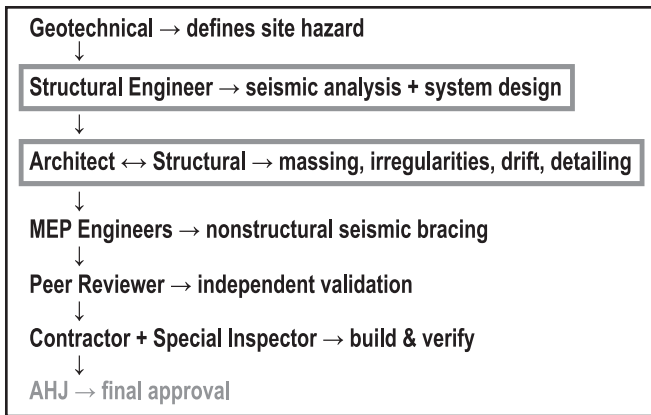 Geotechnical → defines site hazard
↓
Structural Engineer → seismic analysis + system design
↓
Architect ↔ Structural → massing, irregularities, drift, detailing
↓
MEP Engineers → nonstructural seismic bracing
↓
Peer Reviewer → independent validation
↓
Contractor + Special Inspector → build & verify
↓
AHJ → final approval